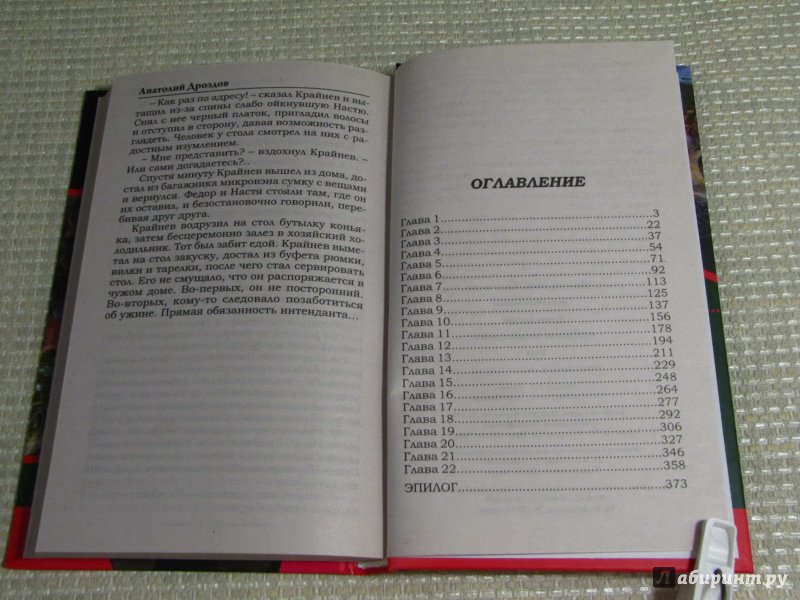 Анатолий Дроздов
– Как раз по адресу! – сказал Крайнев и вы-
тащил из-за спины слабо ойкнувшую Настю.
Снял с нее черный платок, пригладил волосы
и отступил в сторону, давая возможность раз-
глядеть. Человек у стола смотрел на них с ра-
достным изумлением.
– Мне представить? – вздохнул Крайнев. –
Или сами догадаетесь?..
Спустя минуту Крайнев вышел из дома, до-
стал из багажника микровэна сумку с вещами
и вернулся. Федор и Настя стояли там, где он
их оставил, и безостановочно говорили, пере-
бивая друг друга.
Крайнев водрузил на стол бутылку конья-
ка, затем бесцеремонно залез в хозяйский хо-
лодильник. Тот был забит едой. Крайнев выме-
тал на стол закуску, достал из буфета рюмки,
вилки и тарелки, после чего стал сервировать
стол. Его не смущало, что он распоряжается в
чужом доме. Во-первых, он не посторонний.
Во-вторых, кому-то следовало позаботиться
об ужине. Прямая обязанность интенданта...
ОГЛАВЛЕНИЕ
Глава 1 3
Глава 2 22
Глава 3 37
Глава 4 54
Глава 5 71
Глава 6 92
Глава 7 113
Глава 8 125
Глава 9 137
Глава 10 156
Глава 11 178
Глава 12 194
Глава 13 211
Глава 14 229
Глава 15 248
Глава 16 264
Глава 17 277
Глава 18 292
Глава 19 306
Глава 20 327
Глава 21 346
Глава 22 358
ЭПИЛОГ 373
Лабиринт.ру